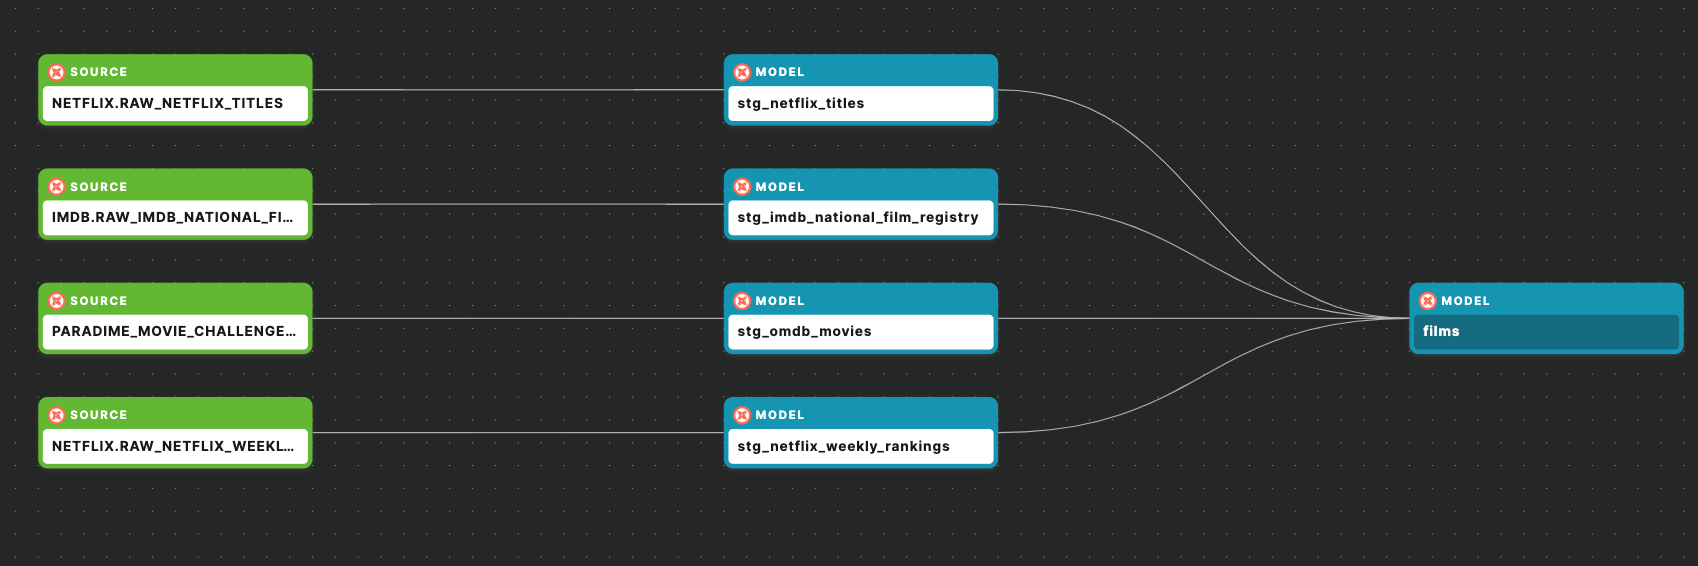 SOURCE
NETFLIX.RAW_NETFLIX_TITLES
MODEL
stg_netflix_titles
SOURCE
IMDB.RAW_IMDB_NATIONAL_FI...
MODEL
stg_imdb_national_film_registry
SOURCE
PARADIME_MOVIE_CHALLENGE...
MODEL
stg_omdb_movies
MODEL
films
SOURCE
NETFLIX.RAW_NETFLIX_WEEKL...
MODEL
stg_netflix_weekly_rankings